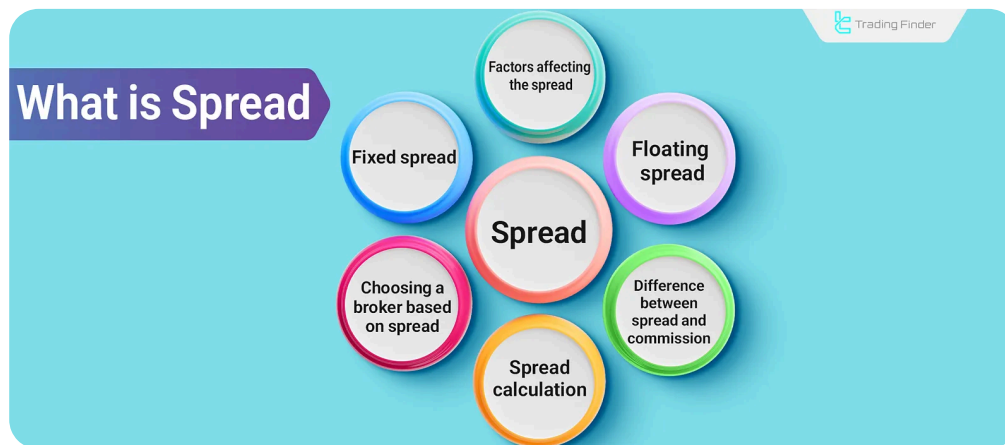 Trading Finder
What is Spread
Factors affecting
the spread
Fixed spread
Floating
spread
Spread
Choosing a
broker based
on spread
Difference
between
spread and
commission
Spread
calculation